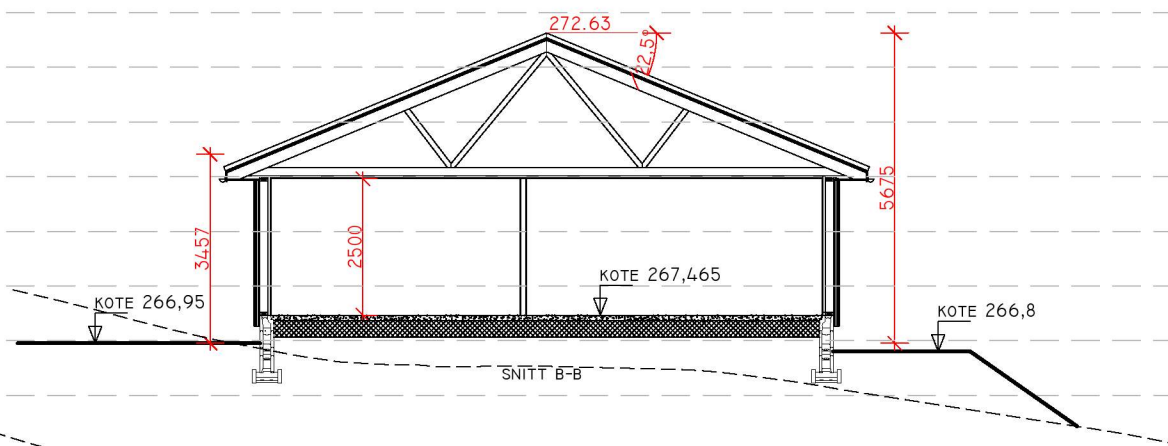 272.63
22,5°
5675
3457
2500
KOTE 267,465
KOTE 266,95
KOTE 266,8
SNITT B-B